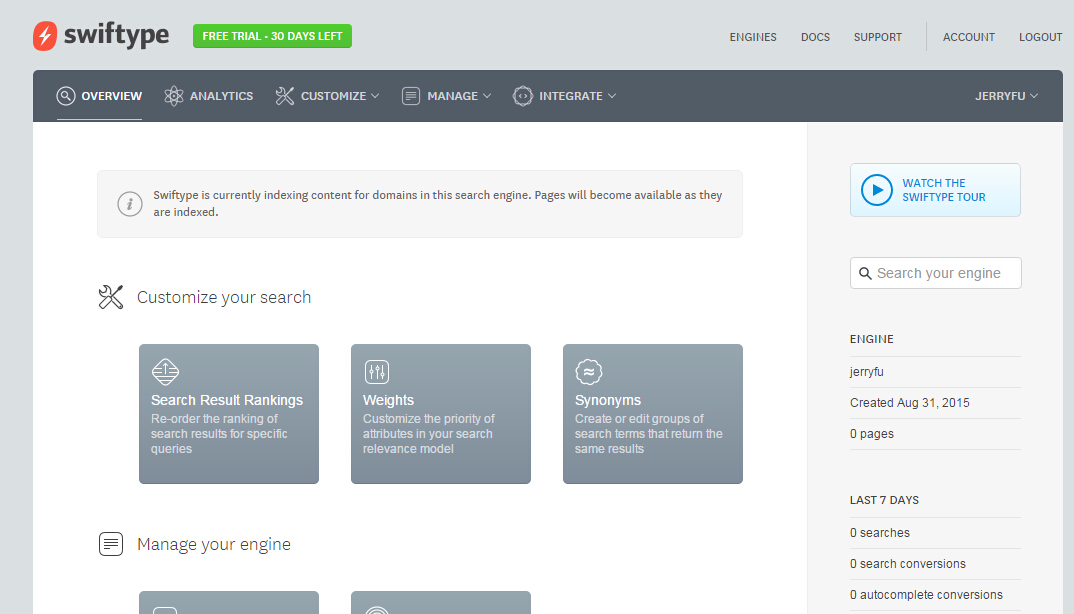 swiftype
FREE TRIAL - 30 DAYS LEFT
ENGINES
DOCS
SUPPORT
ACCOUNT
LOGOUT
OVERVIEW
ANALYTICS
CUSTOMIZE
MANAGE
INTEGRATE
JERRYFU
Swiftype is currently indexing content for domains in this search engine. Pages will become available as they
are indexed.
Customize your search
Search Result Rankings
Re-order the ranking of
search results for specific
queries
Weights
Customize the priority of
attributes in your search
relevance model
Synonyms
Create or edit groups of
search terms that return the
same results
Manage your engine
WATCH THE
SWIFTYPE TOUR
Search your engine
ENGINE
jerryfu
Created Aug 31, 2015
0 pages
LAST 7 DAYS
0 searches
0 search conversions
0 autocomplete conversions